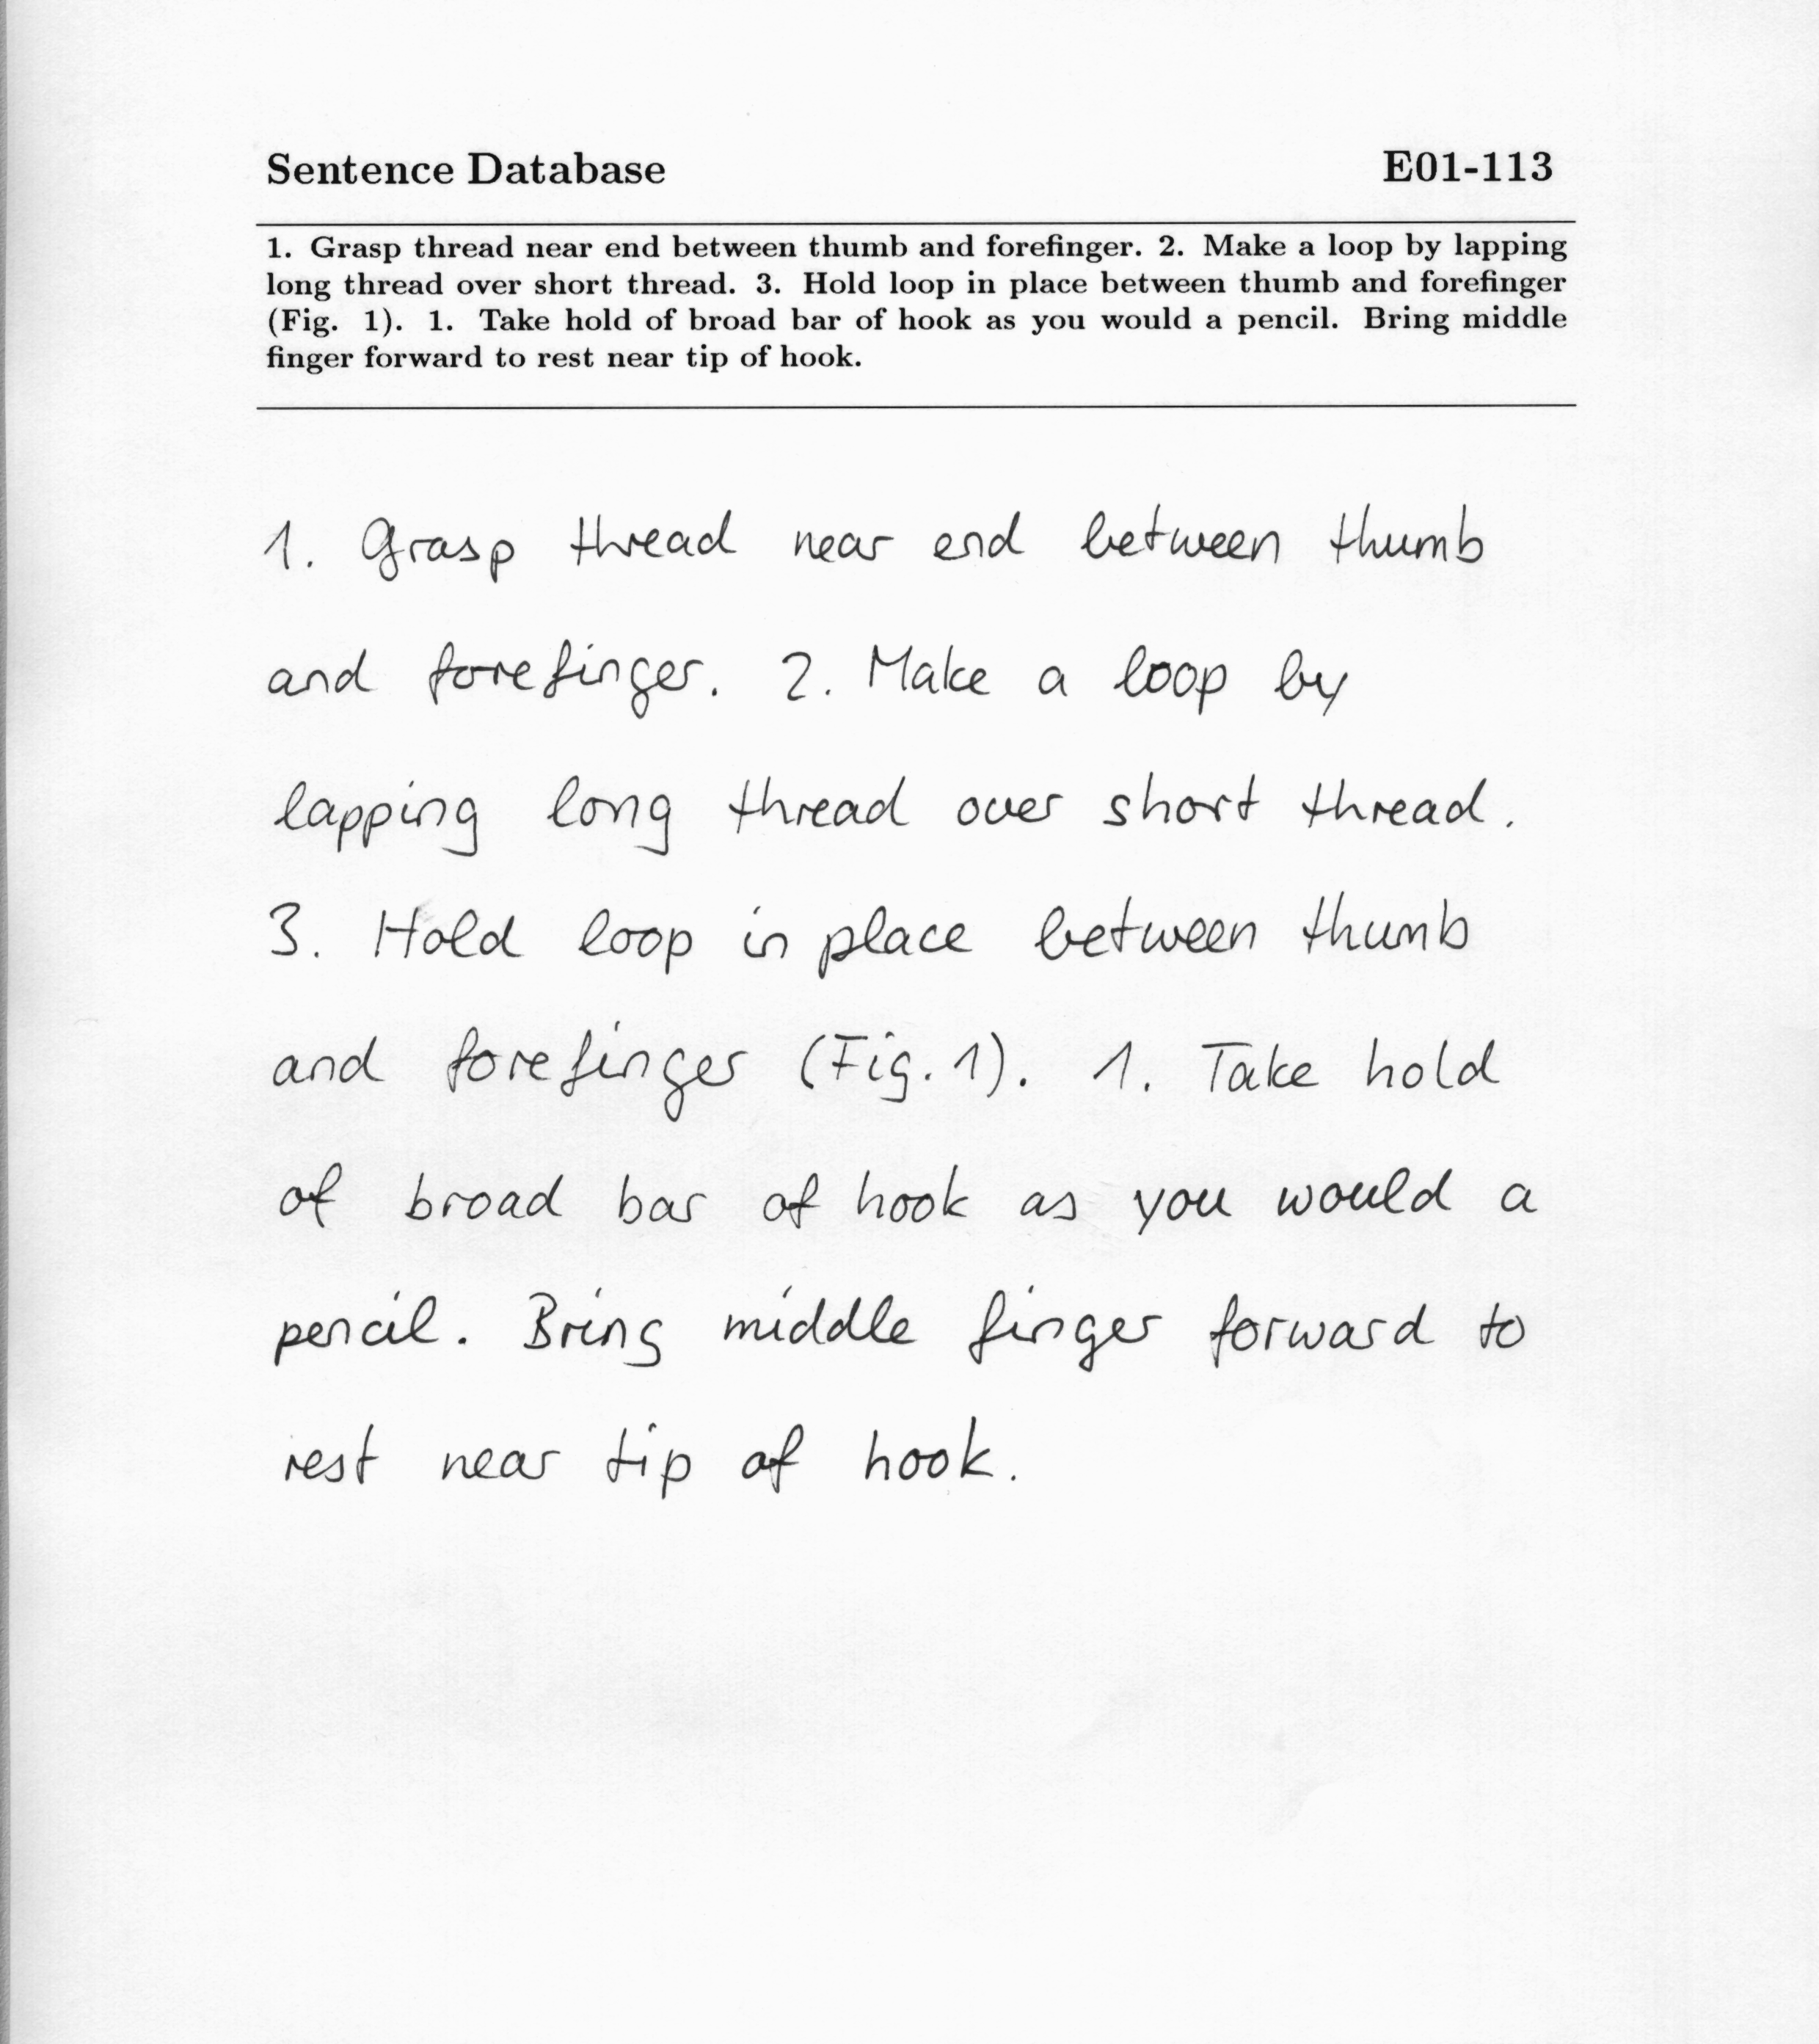 Sentence Database E01-113
1. Grasp thread near end between thumb and forefinger. 2. Make a loop by lapping
long thread over short thread. 3. Hold loop in place between thumb and forefinger
(Fig. 1). 1. Take hold of broad bar of hook as you would a pencil. Bring middle
finger forward to rest near tip of hook.
1. Grasp thread near end between thumb
and forefinger. 2. Make a loop by
lapping long thread over short thread.
3. Hold loop in place between thumb
and forefinger (Fig. 1). 1. Take hold
of broad bar of hook as you would a
pencil. Bring middle finger forward to
rest near tip of hook.